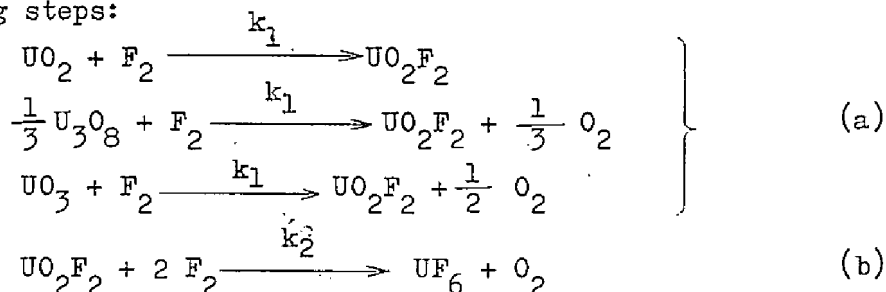 g steps:
UO2 + F2 —k1→ UO2F2
1/3 U3O8 + F2 —k1→ UO2F2 + 1/3 O2 (a)
UO3 + F2 —k1→ UO2F2 + 1/2 O2
UO2F2 + 2 F2 —k2→ UF6 + O2 (b)